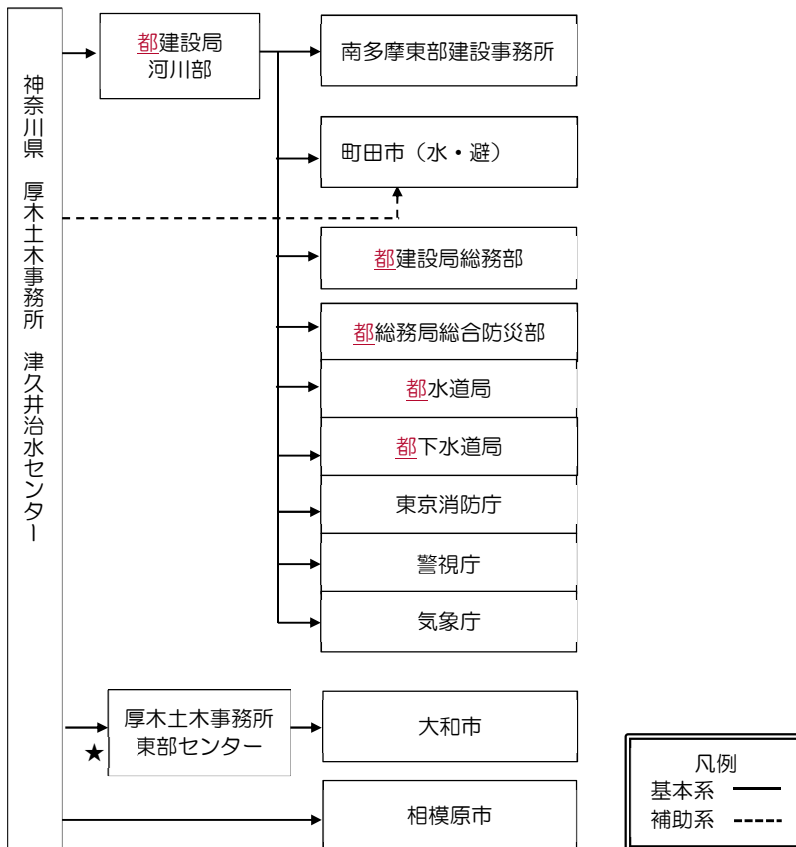 神奈川県 厚木土木事務所 津久井治水センター
都建設局
河川部
南多摩東部建設事務所
町田市（水・避）
都建設局総務部
都総務局総合防災部
都水道局
都下水道局
東京消防庁
警視庁
気象庁
厚木土木事務所
東部センター
★
大和市
相模原市
凡例
基本系
補助系